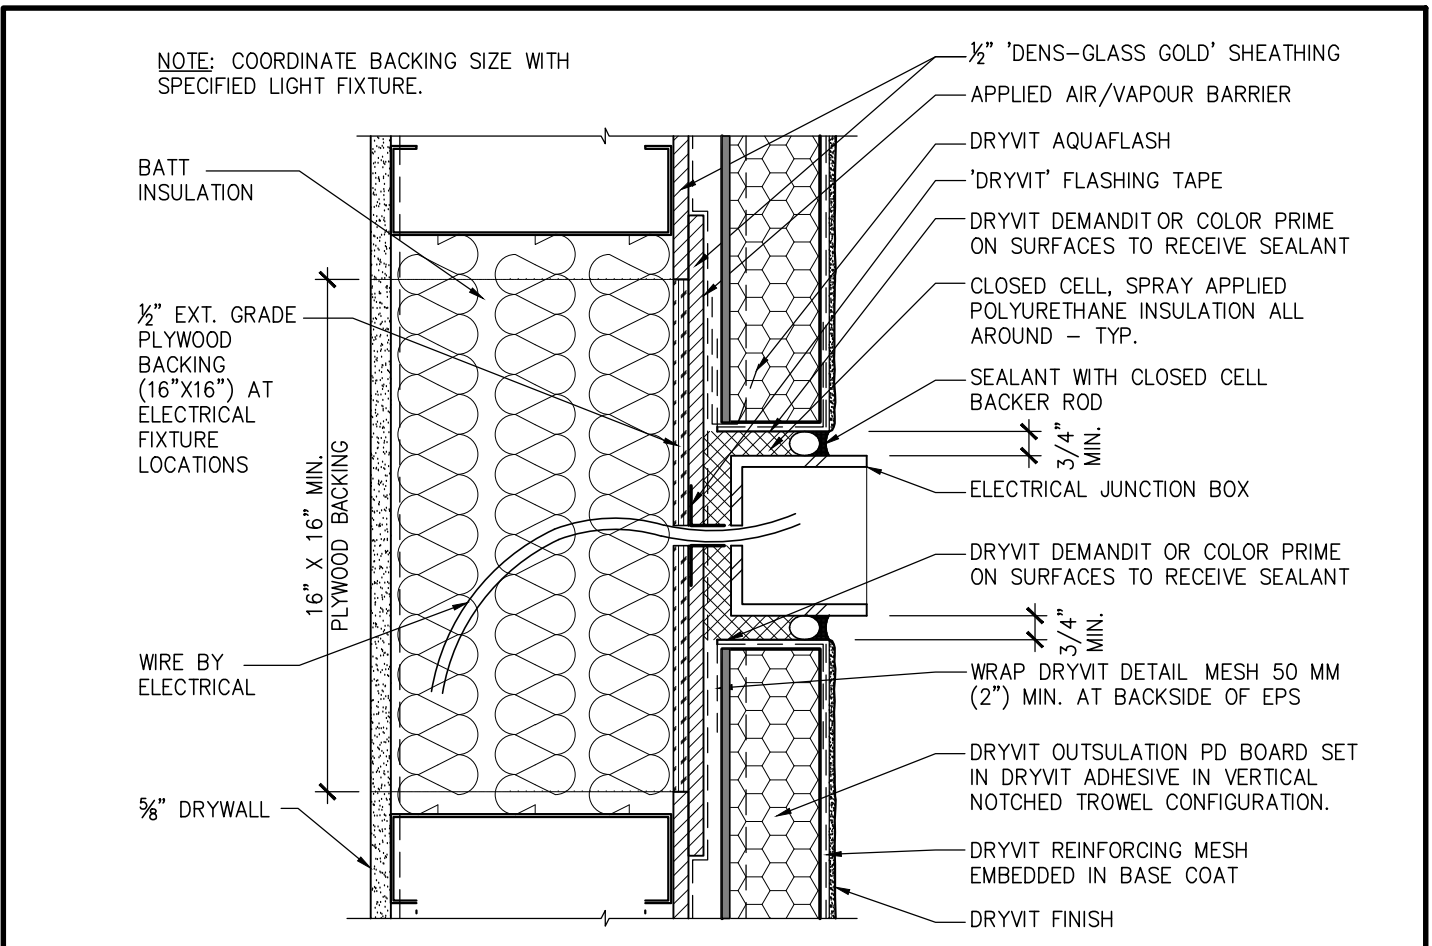 NOTE: COORDINATE BACKING SIZE WITH
SPECIFIED LIGHT FIXTURE.
BATT
INSULATION
½" EXT. GRADE
PLYWOOD
BACKING
(16"X16") AT
ELECTRICAL
FIXTURE
LOCATIONS
16" X 16" MIN.
PLYWOOD BACKING
WIRE BY
ELECTRICAL
⅝" DRYWALL
½" 'DENS-GLASS GOLD' SHEATHING
APPLIED AIR/VAPOUR BARRIER
DRYVIT AQUAFLASH
'DRYVIT' FLASHING TAPE
DRYVIT DEMANDIT OR COLOR PRIME
ON SURFACES TO RECEIVE SEALANT
CLOSED CELL, SPRAY APPLIED
POLYURETHANE INSULATION ALL
AROUND - TYP.
SEALANT WITH CLOSED CELL
BACKER ROD
3/4"
MIN.
ELECTRICAL JUNCTION BOX
DRYVIT DEMANDIT OR COLOR PRIME
ON SURFACES TO RECEIVE SEALANT
3/4"
MIN.
WRAP DRYVIT DETAIL MESH 50 MM
(2") MIN. AT BACKSIDE OF EPS
DRYVIT OUTSULATION PD BOARD SET
IN DRYVIT ADHESIVE IN VERTICAL
NOTCHED TROWEL CONFIGURATION.
DRYVIT REINFORCING MESH
EMBEDDED IN BASE COAT
DRYVIT FINISH